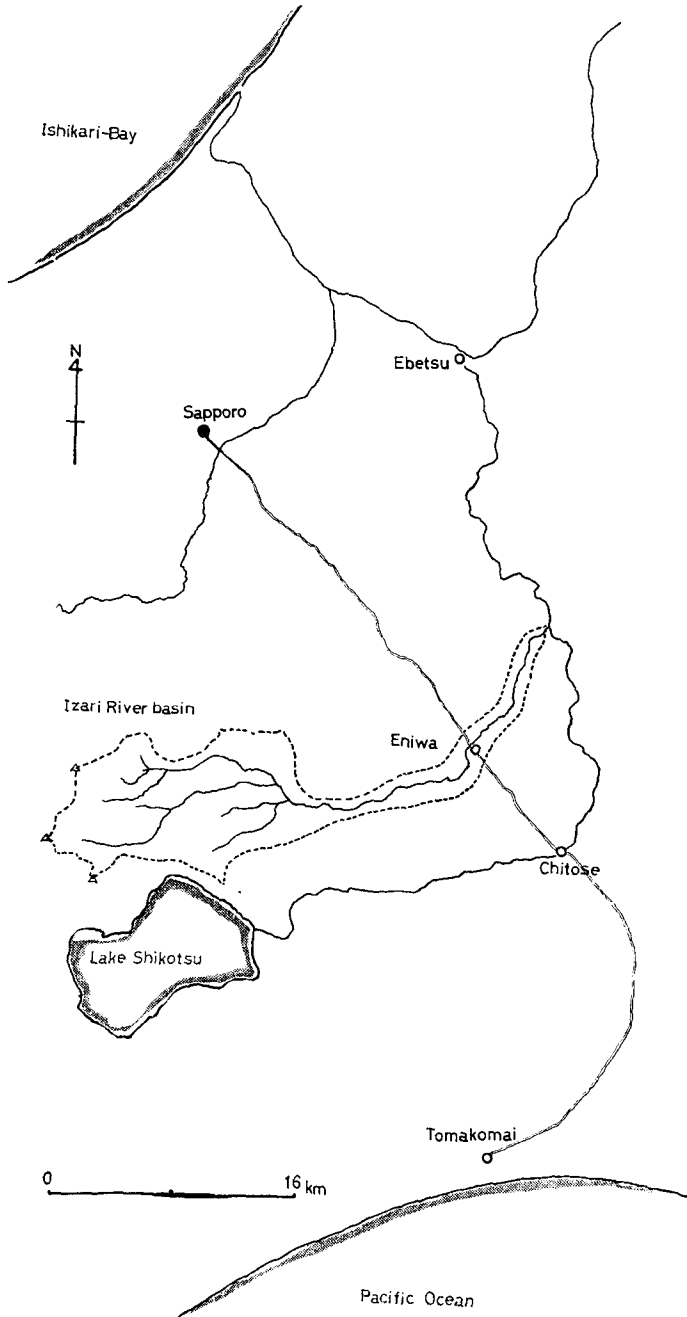 Ishikari-Bay
N
Ebetsu
Sapporo
Izari River basin
Eniwa
Chitose
Lake Shikotsu
Tomakomai
0 16 km
Pacific Ocean